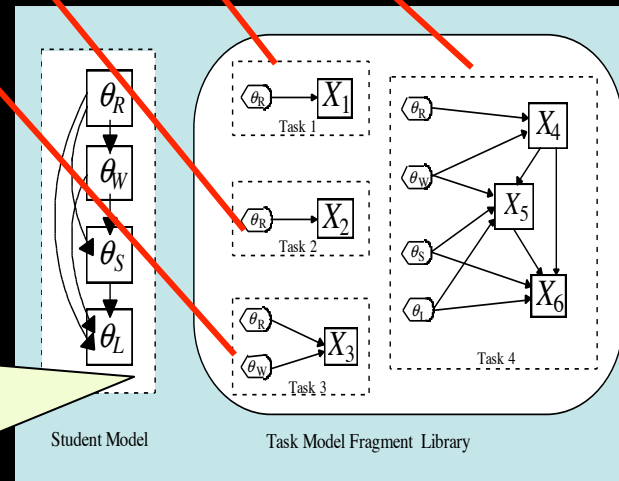 θR
θW
θS
θL
Student Model
θR X1
Task 1
θR X2
Task 2
θR
θW
X3
Task 3
θR
θW
θS
θL
X4
X5
X6
Task 4
Task Model Fragment Library